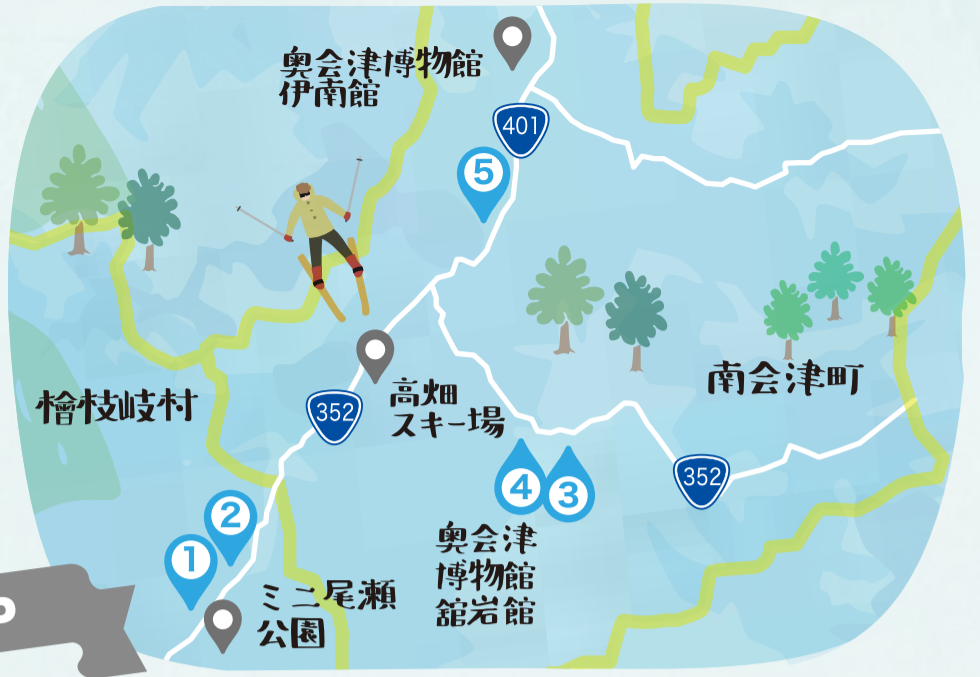 奥会津博物館
伊南館
401
5
高畑
スキー場
352
檜枝岐村
南会津町
352
4
3
奥会津
博物館
舘岩館
2
1
ミニ尾瀬
公園
P